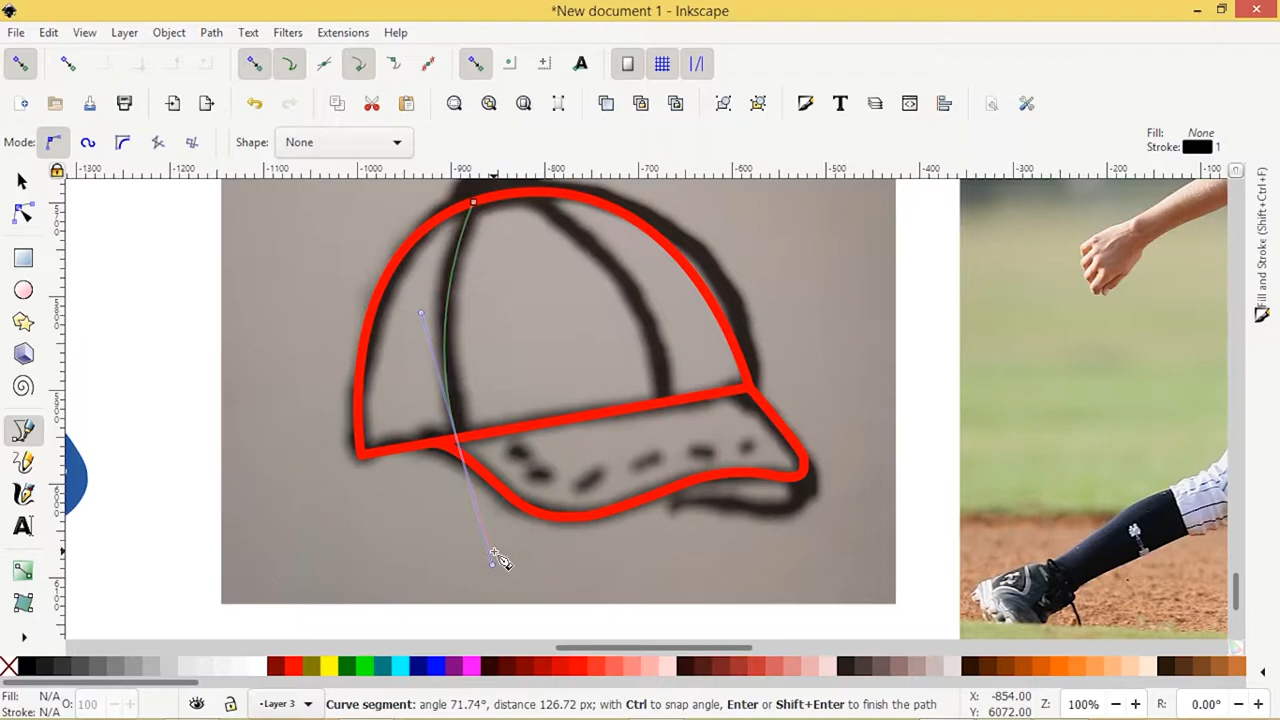 *New document 1 - Inkscape
File Edit View Layer Object Path Text Filters Extensions Help
Mode: Shape: None Fill: None
Stroke: 1
-1300 -1200 -1100 -1000 -900 -800 -700 -600 -500 -400 -300 -200 -100
Fill and Stroke (Shift+Ctrl+F)
Fill: N/A O: 100 -Layer 3 Curve segment: angle 71.74°, distance 126.72 px; with Ctrl to snap angle, Enter or Shift+Enter to finish the path X: -854.00 Z: 100% R: 0.00°
Stroke: N/A Y: 6072.00